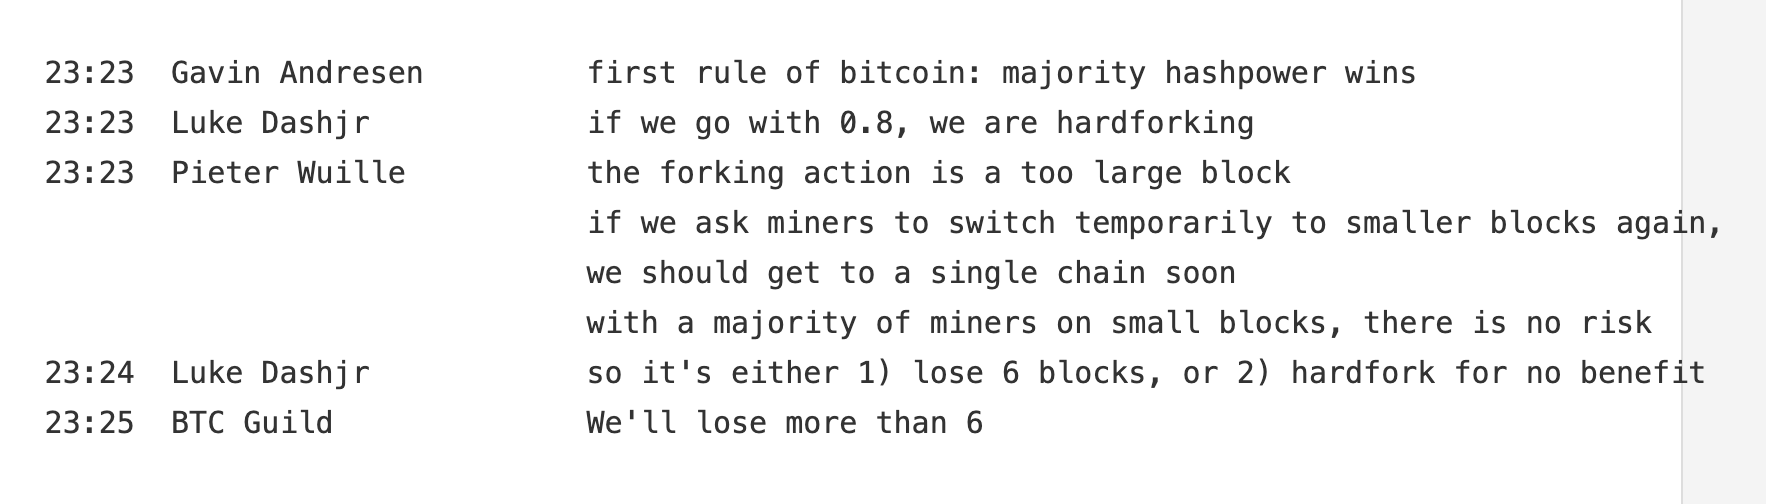 23:23 Gavin Andresen first rule of bitcoin: majority hashpower wins
23:23 Luke Dashjr if we go with 0.8, we are hardforking
23:23 Pieter Wuille the forking action is a too large block
if we ask miners to switch temporarily to smaller blocks again,
we should get to a single chain soon
with a majority of miners on small blocks, there is no risk
23:24 Luke Dashjr so it's either 1) lose 6 blocks, or 2) hardfork for no benefit
23:25 BTC Guild We'll lose more than 6